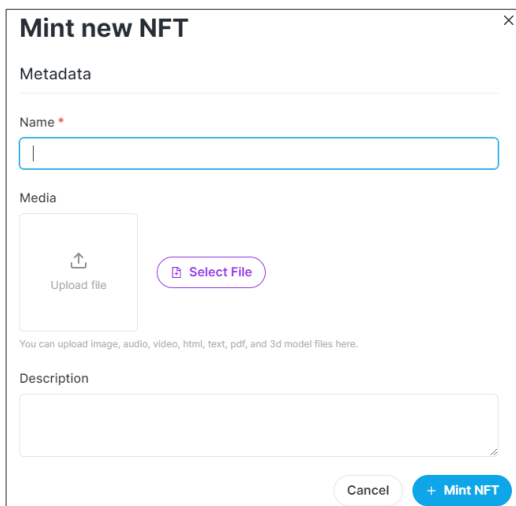 Mint new NFT
Metadata
Name *
Media
Upload file
Select File
You can upload image, audio, video, html, text, pdf, and 3d model files here.
Description
Cancel
+ Mint NFT